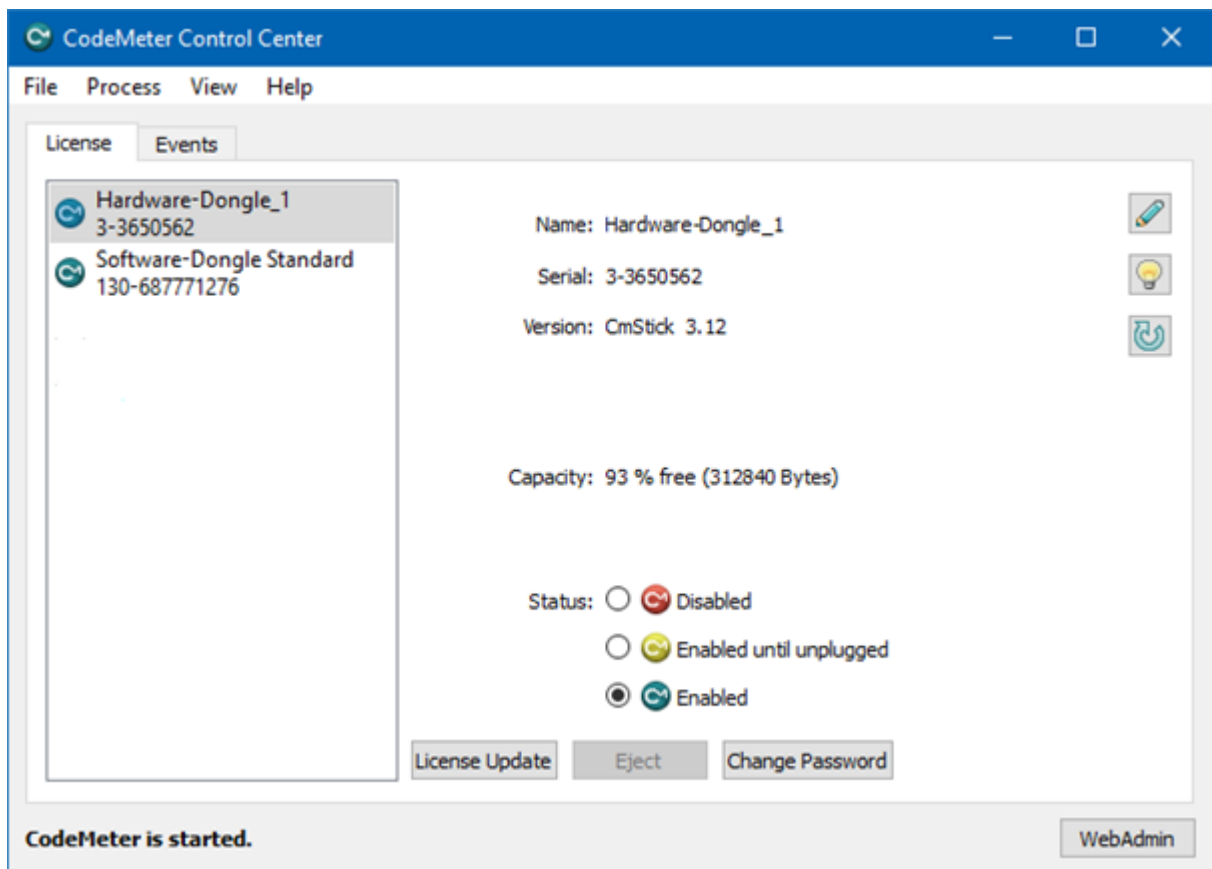 CodeMeter Control Center
File Process View Help
License Events
Hardware-Dongle_1
3-3650562
Software-Dongle Standard
130-687771276
Name: Hardware-Dongle_1
Serial: 3-3650562
Version: CmStick 3.12
Capacity: 93 % free (312840 Bytes)
Status: Disabled
Enabled until unplugged
Enabled
License Update Eject Change Password
CodeMeter is started. WebAdmin